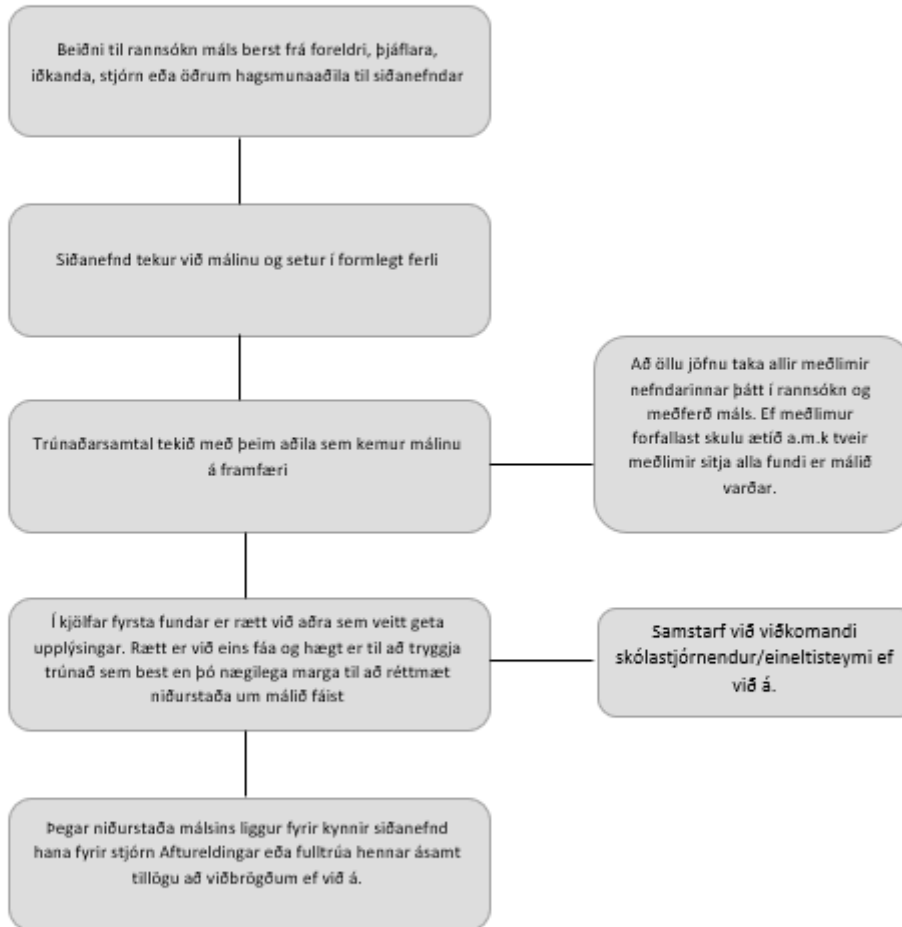 Beiðni til rannsókn máls berst frá foreldri, þjáflara,
iðkanda, stjórn eða öðrum hagsmunaaðila til siðanefndar
Siðanefnd tekur við málinu og setur í formlegt ferli
Trúnaðarsamtal tekið með þeim aðila sem kemur málinu
á framfæri
Að öllu jöfnu taka allir meðlimir
nefndarinnar þátt í rannsókn og
meðferð máls. Ef meðlimur
forfallast skulu ætíð a.m.k tveir
meðlimir sitja alla fundi er málið
varðar.
Í kjölfar fyrsta fundar er rætt við aðra sem veitt geta
upplýsingar. Rætt er við eins fáa og hægt er til að tryggja
trúnað sem best en þó nægilega marga til að réttmæt
niðurstaða um málið fáist
Samstarf við viðkomandi
skólastjórnendur/eineltisteymi ef
við á.
Þegar niðurstaða málsins liggur fyrir kynnir siðanefnd
hana fyrir stjórn Aftureldingar eða fulltrúa hennar ásamt
tillögu að viðbrögðum ef við á.